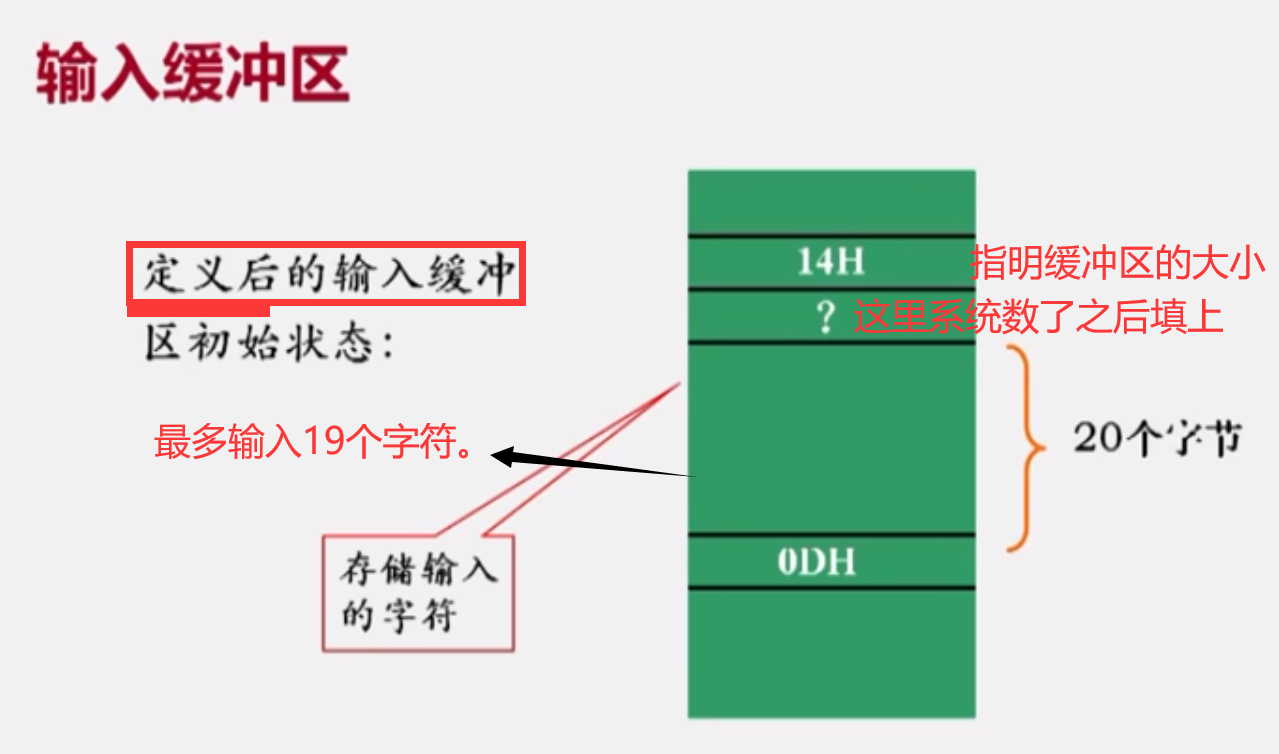 输入缓冲区
定义后的输入缓冲
区初始状态：
14H
指明缓冲区的大小
？
这里系统数了之后填上
最多输入19个字符。
20个字节
存储输入
的字符
0DH